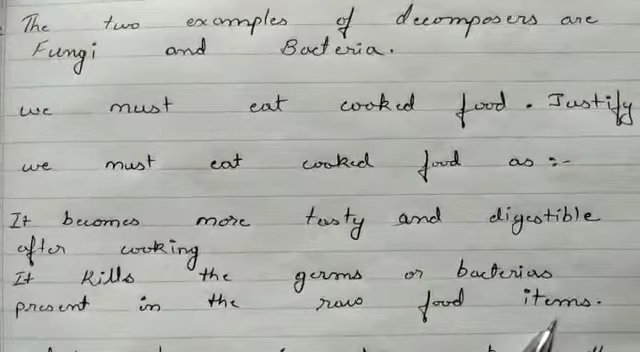 The two examples of decomposers are
Fungi and Bacteria.
we must eat cooked food. Justify
we must eat cooked food as :-
It becomes more tasty and digestible
after cooking
It kills the germs or bacterias
present in the raw food items.